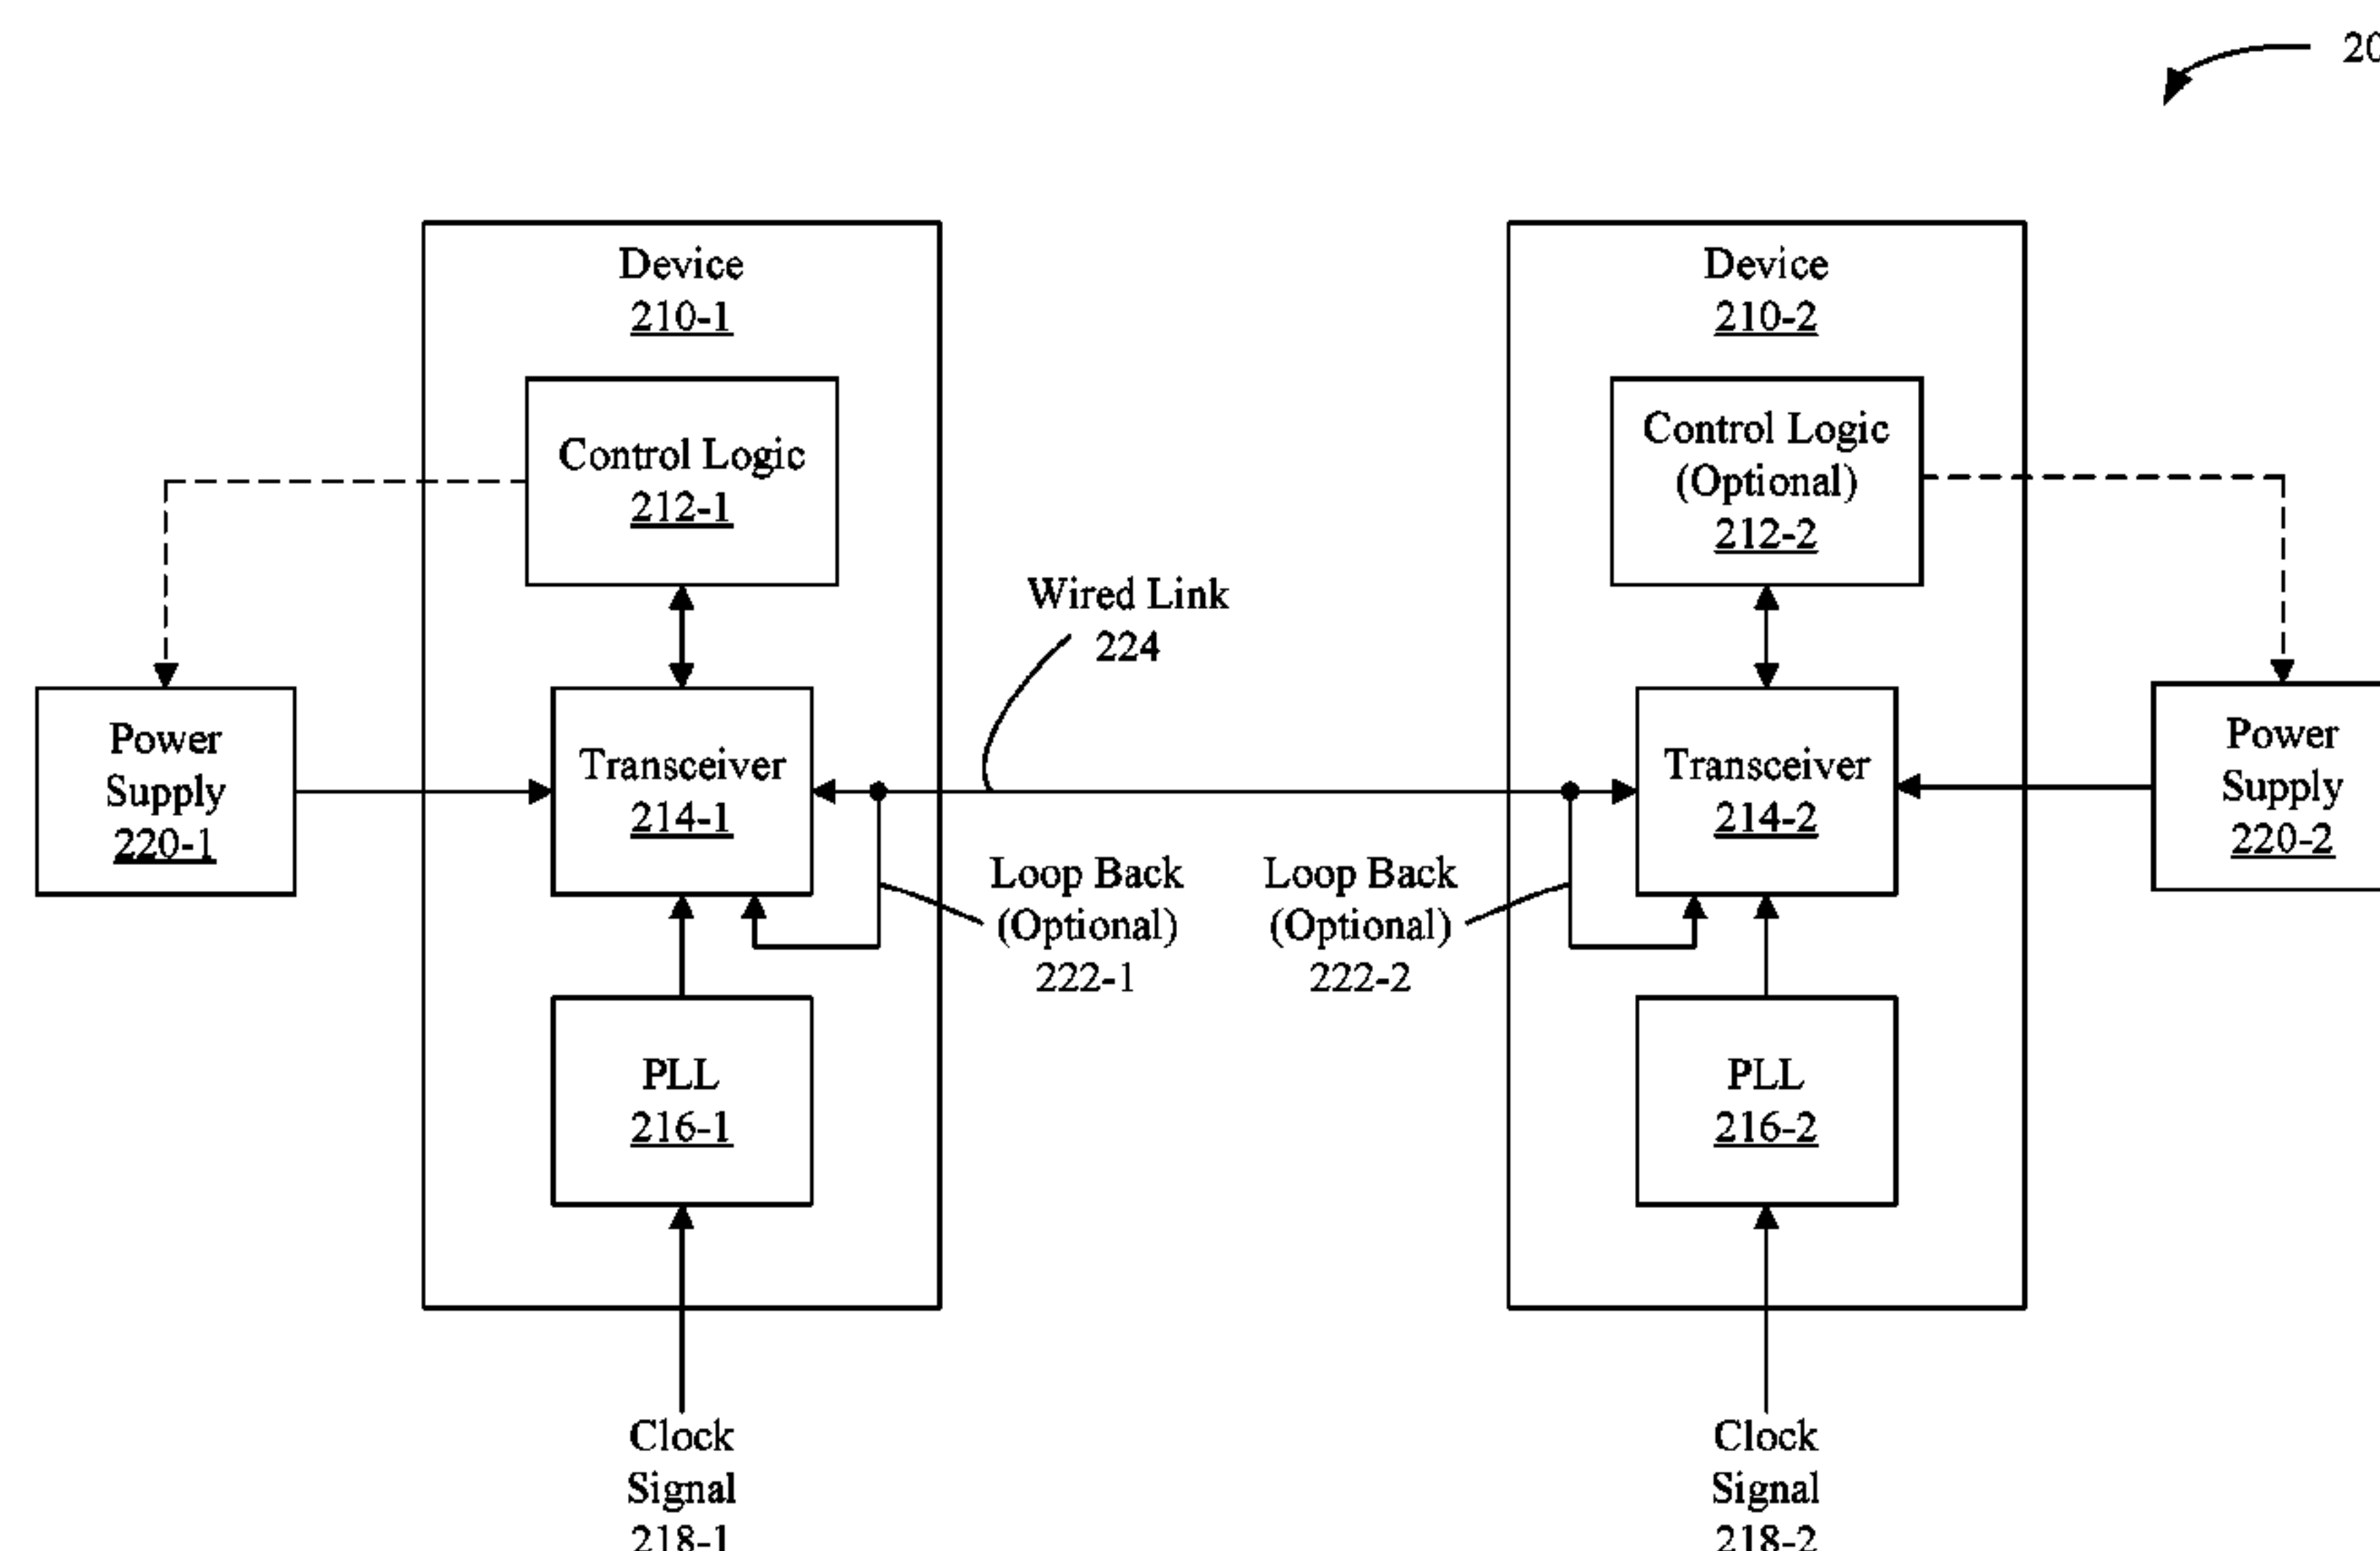 20
Device
210-1
Control Logic
212-1
Power
Supply
220-1
Transceiver
214-1
PLL
216-1
Clock
Signal
218-1
Wired Link
224
Loop Back
(Optional)
222-1
Loop Back
(Optional)
222-2
Device
210-2
Control Logic
(Optional)
212-2
Transceiver
214-2
Power
Supply
220-2
PLL
216-2
Clock
Signal
218-2